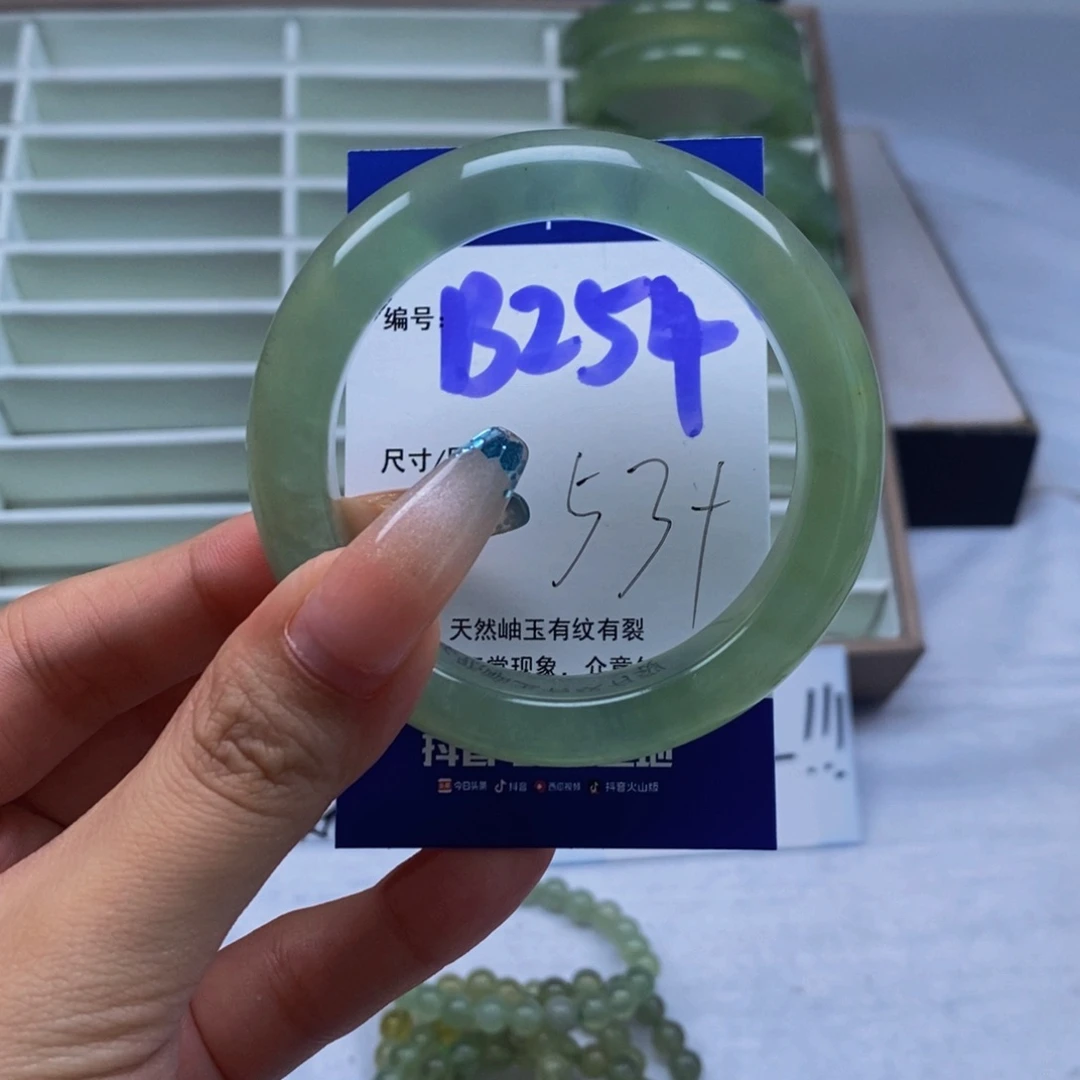 编号: B254
尺寸/
53+
天然岫玉有纹有裂
常现象, 介意
抖音
今日头条 抖音 西瓜视频 抖音火山版